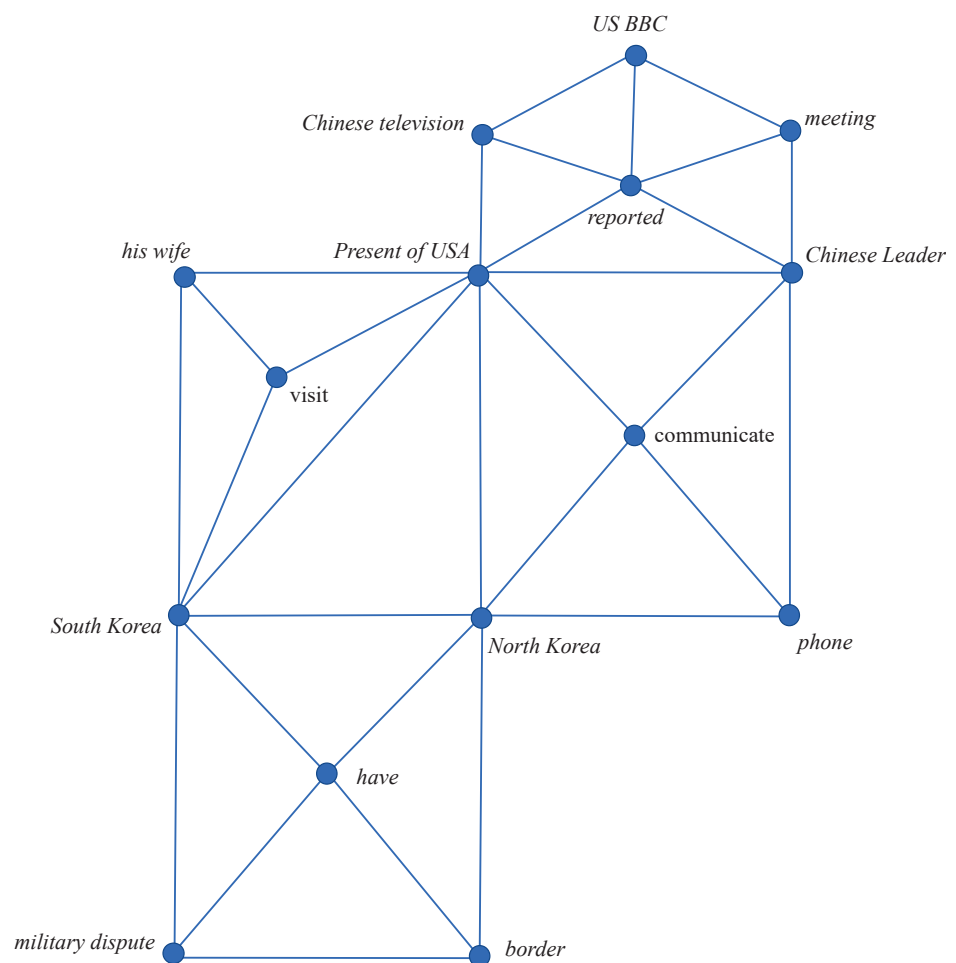 US BBC
Chinese television
meeting
reported
his wife
Present of USA
Chinese Leader
visit
communicate
South Korea
North Korea
phone
have
military dispute
border